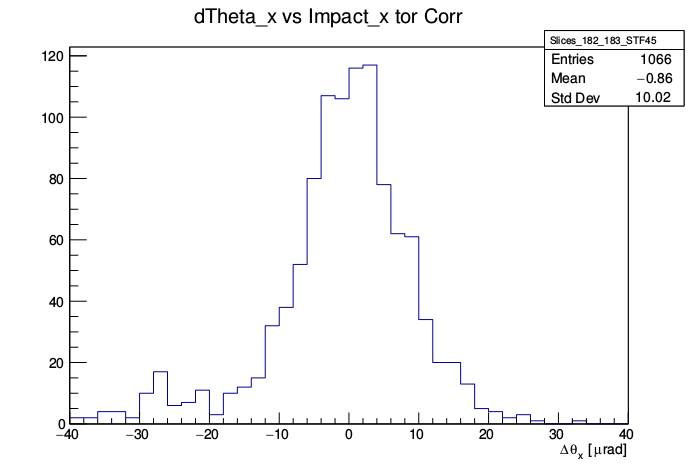 dTheta_x vs Impact_x tor Corr
Slices_182_183_STF45
Entries 1066
Mean −0.86
Std Dev 10.02
120
100
80
60
40
20
0
−40 −30 −20 −10 0 10 20 30 40
Δθx [μrad]